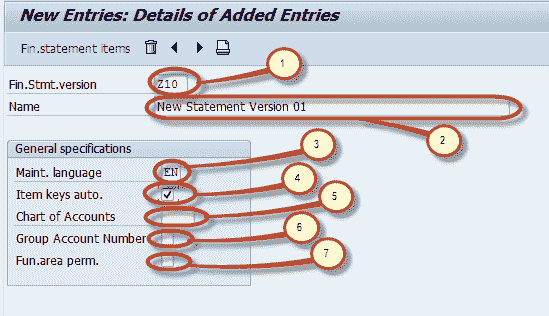 New Entries: Details of Added Entries
Fin.statement items
1
Fin.Stmt.version Z10
Name New Statement Version 01
2
General specifications
3
Maint. language EN
4
Item keys auto.
5
Chart of Accounts
6
Group Account Number
7
Fun.area perm.